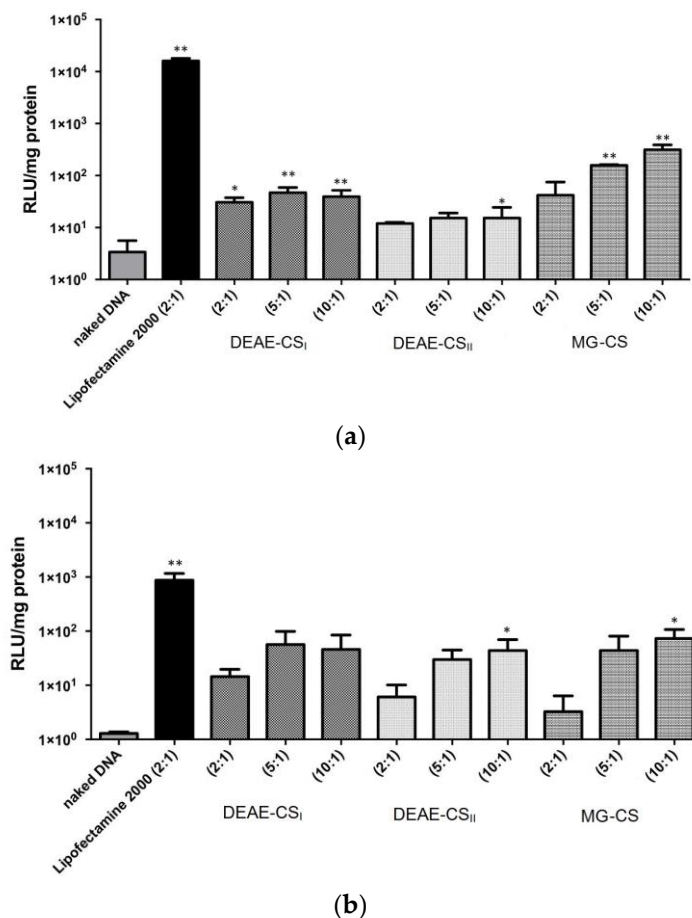 1×10⁵
1×10⁴
1×10³
1×10²
1×10¹
1×10⁰
RLU/mg protein
**
*
**
**
*
**
**
naked DNA
Lipofectamine 2000 (2:1)
(2:1)
(5:1)
(10:1)
(2:1)
(5:1)
(10:1)
(2:1)
(5:1)
(10:1)
DEAE-CSI
DEAE-CSII
MG-CS
(a)
1×10⁵
1×10⁴
1×10³
1×10²
1×10¹
1×10⁰
RLU/mg protein
**
*
*
naked DNA
Lipofectamine 2000 (2:1)
(2:1)
(5:1)
(10:1)
(2:1)
(5:1)
(10:1)
(2:1)
(5:1)
(10:1)
DEAE-CSI
DEAE-CSII
MG-CS
(b)